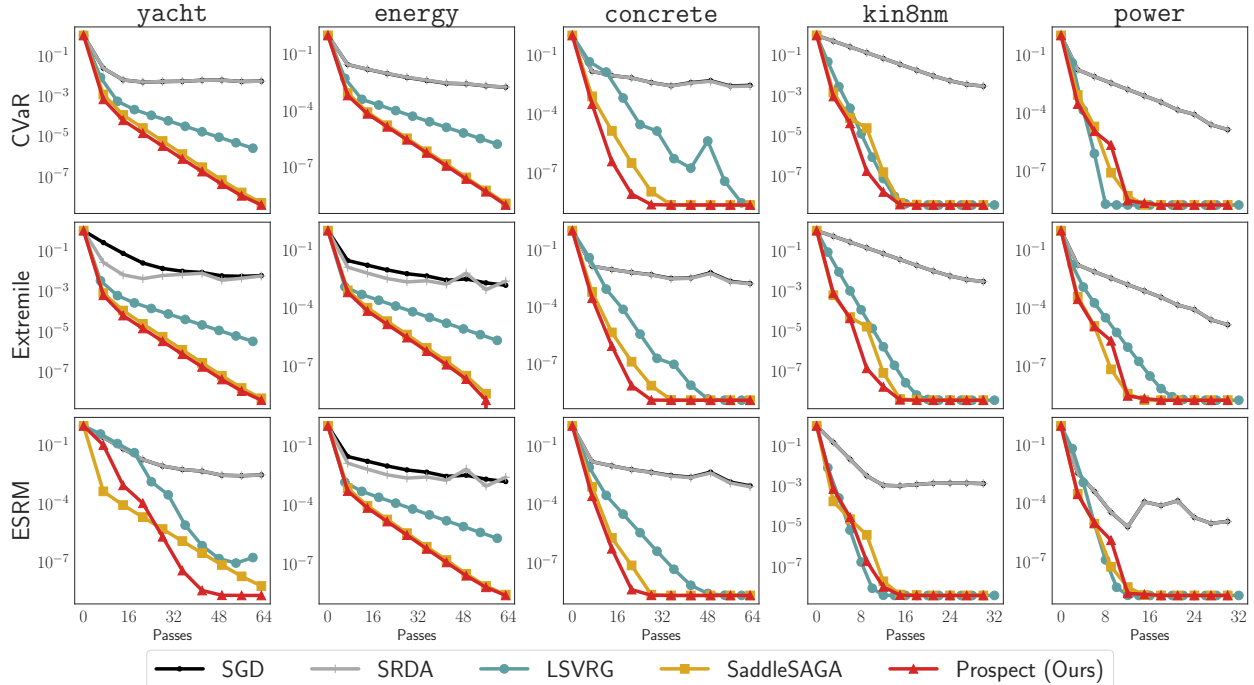 yacht energy concrete kin8nm power
CVaR
10⁻¹ 10⁻³ 10⁻⁵ 10⁻⁷
10⁻¹ 10⁻⁴ 10⁻⁷
10⁻¹ 10⁻⁴ 10⁻⁷
10⁻¹ 10⁻³ 10⁻⁵ 10⁻⁷
10⁻¹ 10⁻⁴ 10⁻⁷
Extremile
10⁻¹ 10⁻³ 10⁻⁵ 10⁻⁷
10⁻¹ 10⁻³ 10⁻⁵ 10⁻⁷
10⁻¹ 10⁻⁴ 10⁻⁷
10⁻¹ 10⁻³ 10⁻⁵ 10⁻⁷
10⁻¹ 10⁻⁴ 10⁻⁷
ESRM
10⁻¹ 10⁻⁴ 10⁻⁷
10⁻¹ 10⁻⁴ 10⁻⁷
10⁻¹ 10⁻⁴ 10⁻⁷
10⁻¹ 10⁻³ 10⁻⁵ 10⁻⁷
10⁻¹ 10⁻⁴ 10⁻⁷
0 16 32 48 64 0 16 32 48 64 0 16 32 48 64 0 8 16 24 32 0 8 16 24 32
Passes Passes Passes Passes Passes
SGD SRDA LSVRG SaddleSAGA Prospect (Ours)